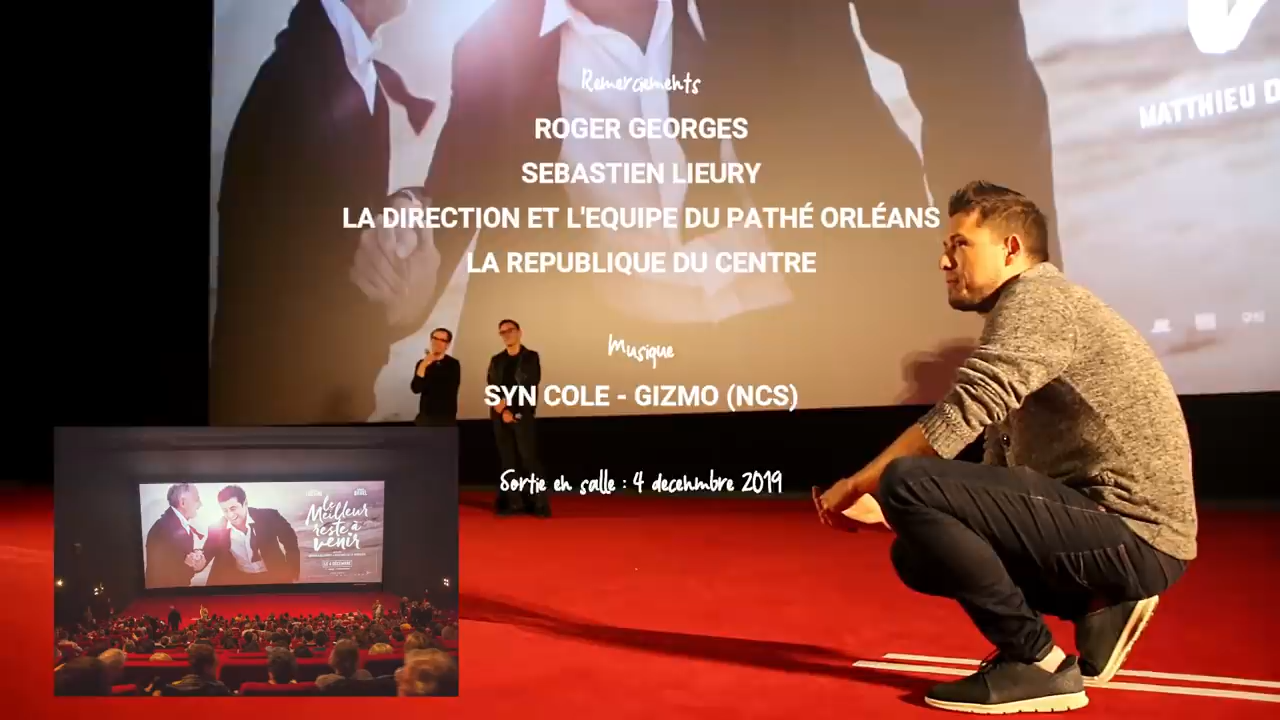 MATTHIEU D
Remerciements
ROGER GEORGES
SEBASTIEN LIEURY
LA DIRECTION ET L'EQUIPE DU PATHÉ ORLÉANS
LA REPUBLIQUE DU CENTRE
Musique
SYN COLE - GIZMO (NCS)
Sortie en salle : 4 decehmbre 2019
Le
Meilleur
reste à
venir